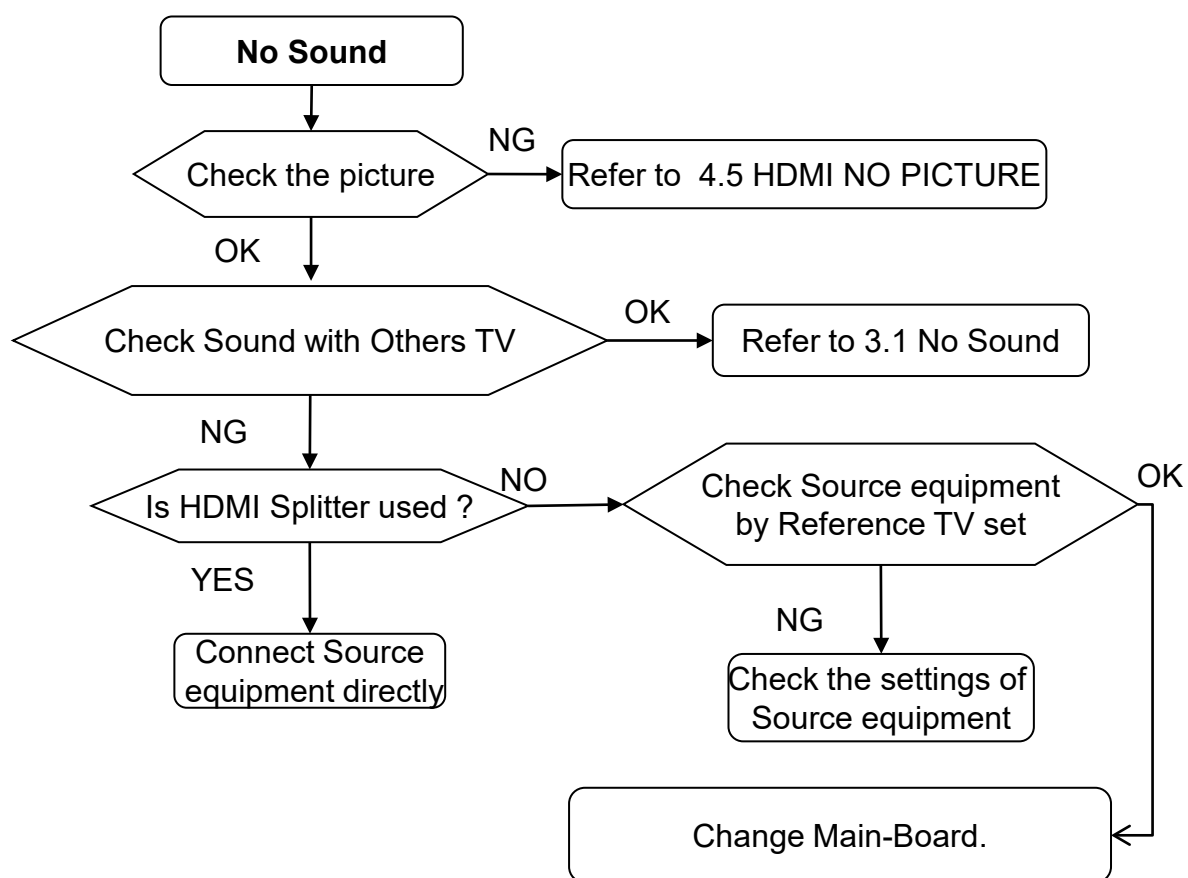 No Sound
NG
Check the picture
Refer to  4.5 HDMI NO PICTURE
OK
OK
Check Sound with Others TV
Refer to 3.1 No Sound
NG
NO
Is HDMI Splitter used ?
Check Source equipment
by Reference TV set
OK
YES
NG
Connect Source
equipment directly
Check the settings of
Source equipment
Change Main-Board.